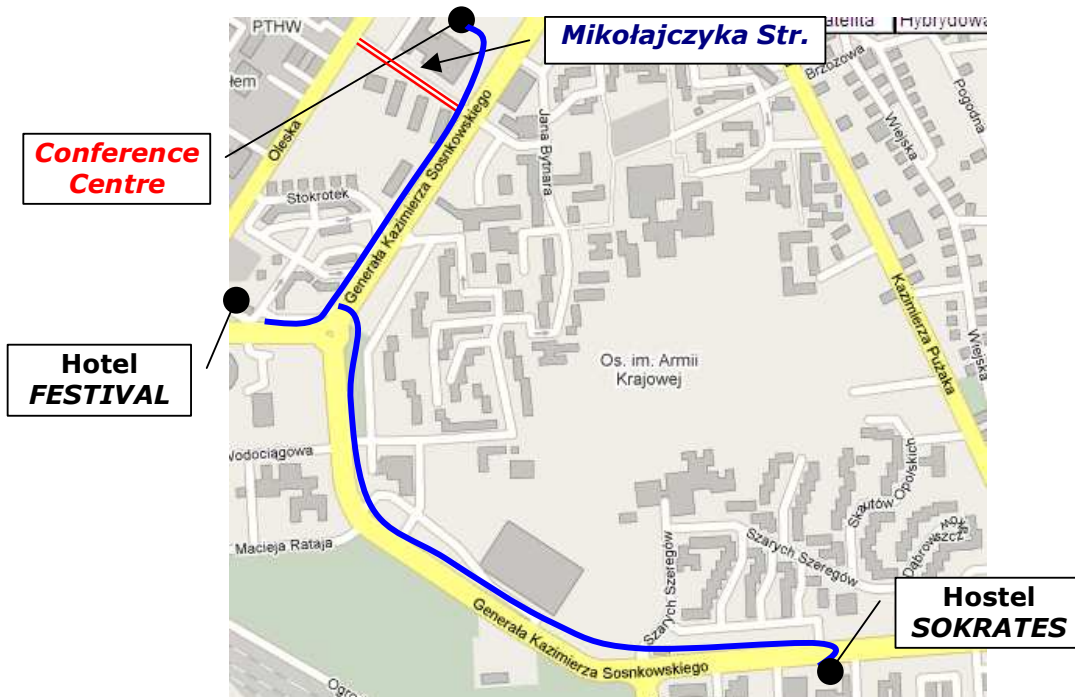 PTHW
Mikołajczyka Str.
Hybrydowa
Brzozowa
Pogodna
Wiejska
Jana Bytnara
Conference
Centre
Oleska
Generała Kazimierza Sosnkowskiego
Stokrotek
Hotel
FESTIVAL
Os. im. Armii
Krajowej
Kazimierza Pużaka
Wiejska
Wodociągowa
Macieja Rataja
Skautów Opolskich
Szarych Szeregów
Szarych Szeregów
Generała Kazimierza Sosnkowskiego
Hostel
SOKRATES